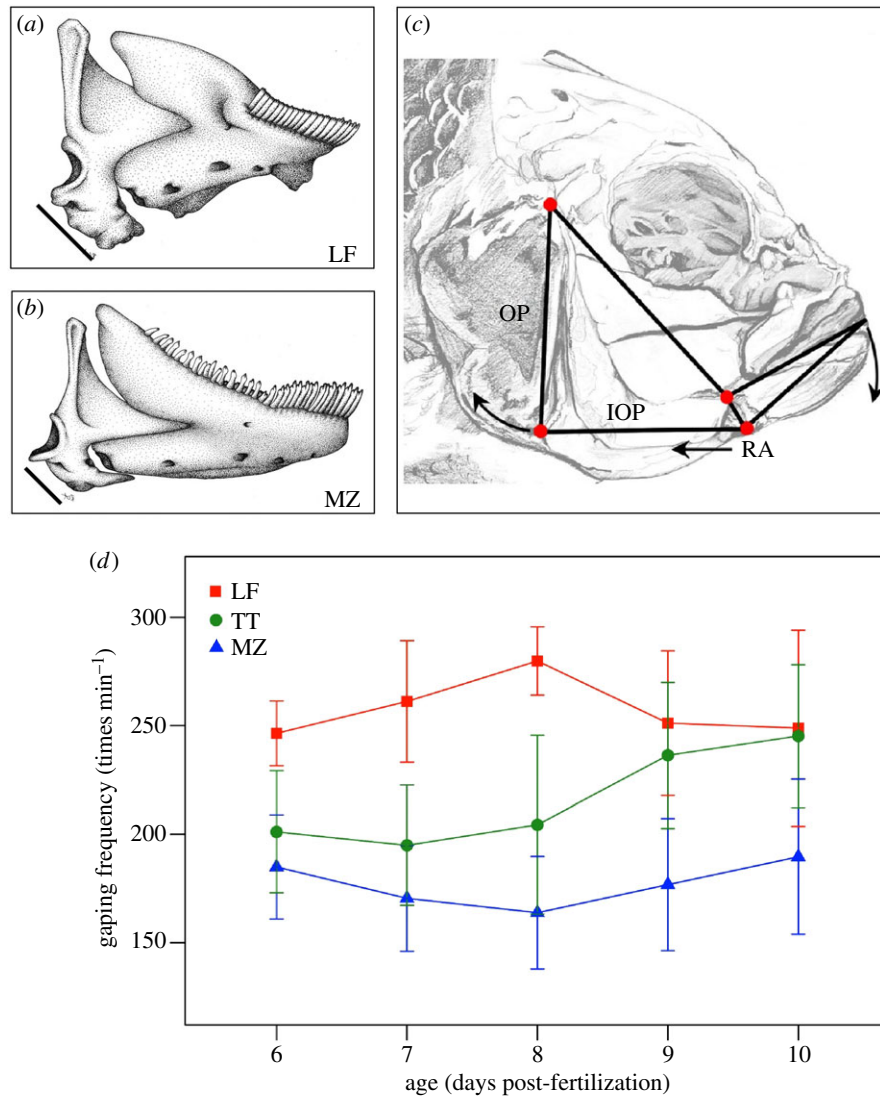 (a)
LF
(b)
MZ
(c)
OP
IOP
RA
(d)
LF
TT
MZ
300
250
200
150
gaping frequency (times min⁻¹)
6 7 8 9 10
age (days post-fertilization)